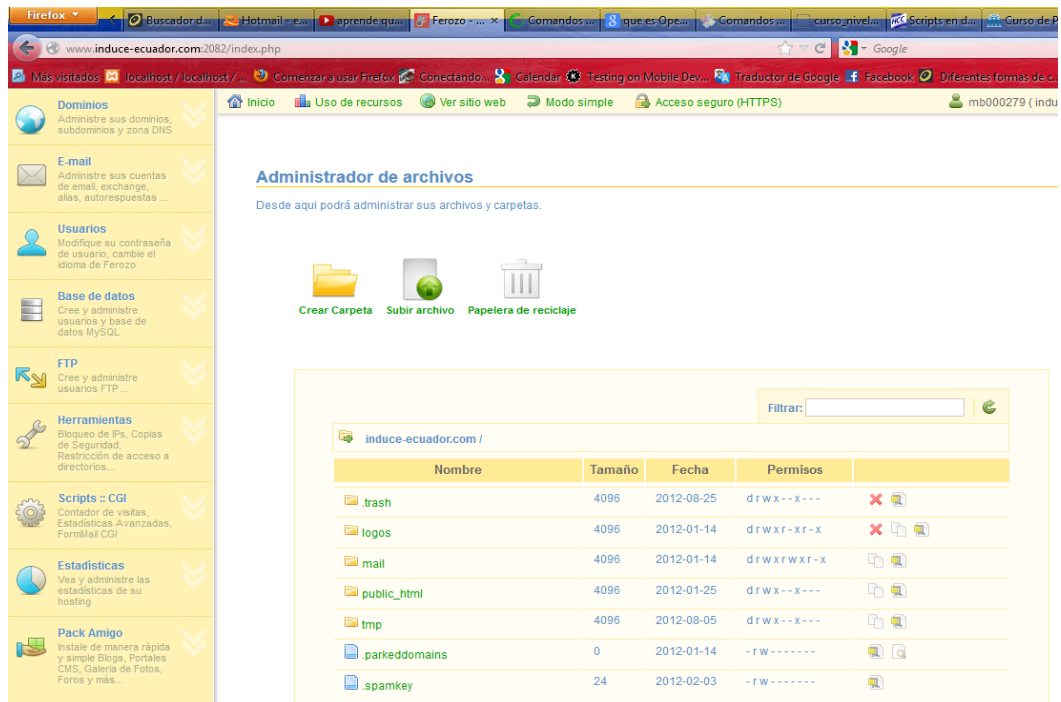 Firefox
Buscador d...
Hotmail - e...
aprende qu...
Ferozo - ... ×
Comandos ...
que es Ope...
Comandos ...
curso_nivel...
Scripts en d...
Curso de P
www.induce-ecuador.com:2082/index.php
Google
Más visitados
localhost / localhost / ...
Comenzar a usar Firefox
Conectando...
Calendar
Testing on Mobile Dev...
Traductor de Google
Facebook
Diferentes formas de c...
Inicio
Uso de recursos
Ver sitio web
Modo simple
Acceso seguro (HTTPS)
mb000279 ( indu
Dominios
Administre sus dominios,
subdominios y zona DNS
E-mail
Administre sus cuentas
de email, exchange,
alias, autorespuestas ...
Usuarios
Modifique su contraseña
de usuario, cambie el
idioma de Ferozo
Base de datos
Cree y administre
usuarios y base de
datos MySQL
FTP
Cree y administre
usuarios FTP ...
Herramientas
Bloqueo de IPs, Copias
de Seguridad,
Restricción de acceso a
directorios...
Scripts :: CGI
Contador de visitas,
Estadísticas Avanzadas,
FormMail CGI
Estadísticas
Vea y administre las
estadísticas de su
hosting
Pack Amigo
Instale de manera rápida
y simple Blogs, Portales
CMS, Galería de Fotos,
Foros y más...
Administrador de archivos
Desde aqui podrá administrar sus archivos y carpetas.
Crear Carpeta
Subir archivo
Papelera de reciclaje
Filtrar:
induce-ecuador.com /
Nombre Tamaño Fecha Permisos
.trash 4096 2012-08-25 drwx--x---
logos 4096 2012-01-14 drwxr-xr-x
mail 4096 2012-01-14 drwxrwxr-x
public_html 4096 2012-01-25 drwx--x---
tmp 4096 2012-08-05 drwx--x---
.parkeddomains 0 2012-01-14 -rw-------
.spamkey 24 2012-02-03 -rw-------